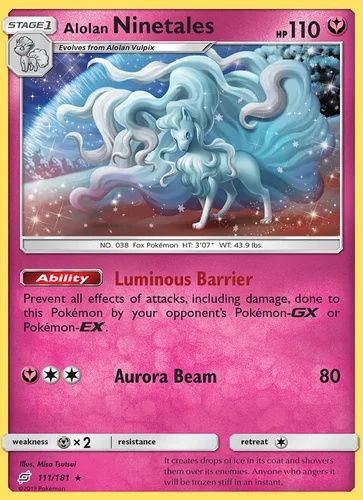 STAGE 1 Alolan Ninetales HP 110
Evolves from Alolan Vulpix
NO. 038 Fox Pokémon HT: 3'07" WT: 43.9 lbs.
Ability Luminous Barrier
Prevent all effects of attacks, including damage, done to
this Pokémon by your opponent's Pokémon-GX or
Pokémon-EX.
Aurora Beam 80
weakness ×2 resistance retreat
Illus. Misa Tsutsui
It creates drops of ice in its coat and showers
them over its enemies. Anyone who angers it
will be frozen stiff in an instant.
111/181 ★
©2019 Pokémon